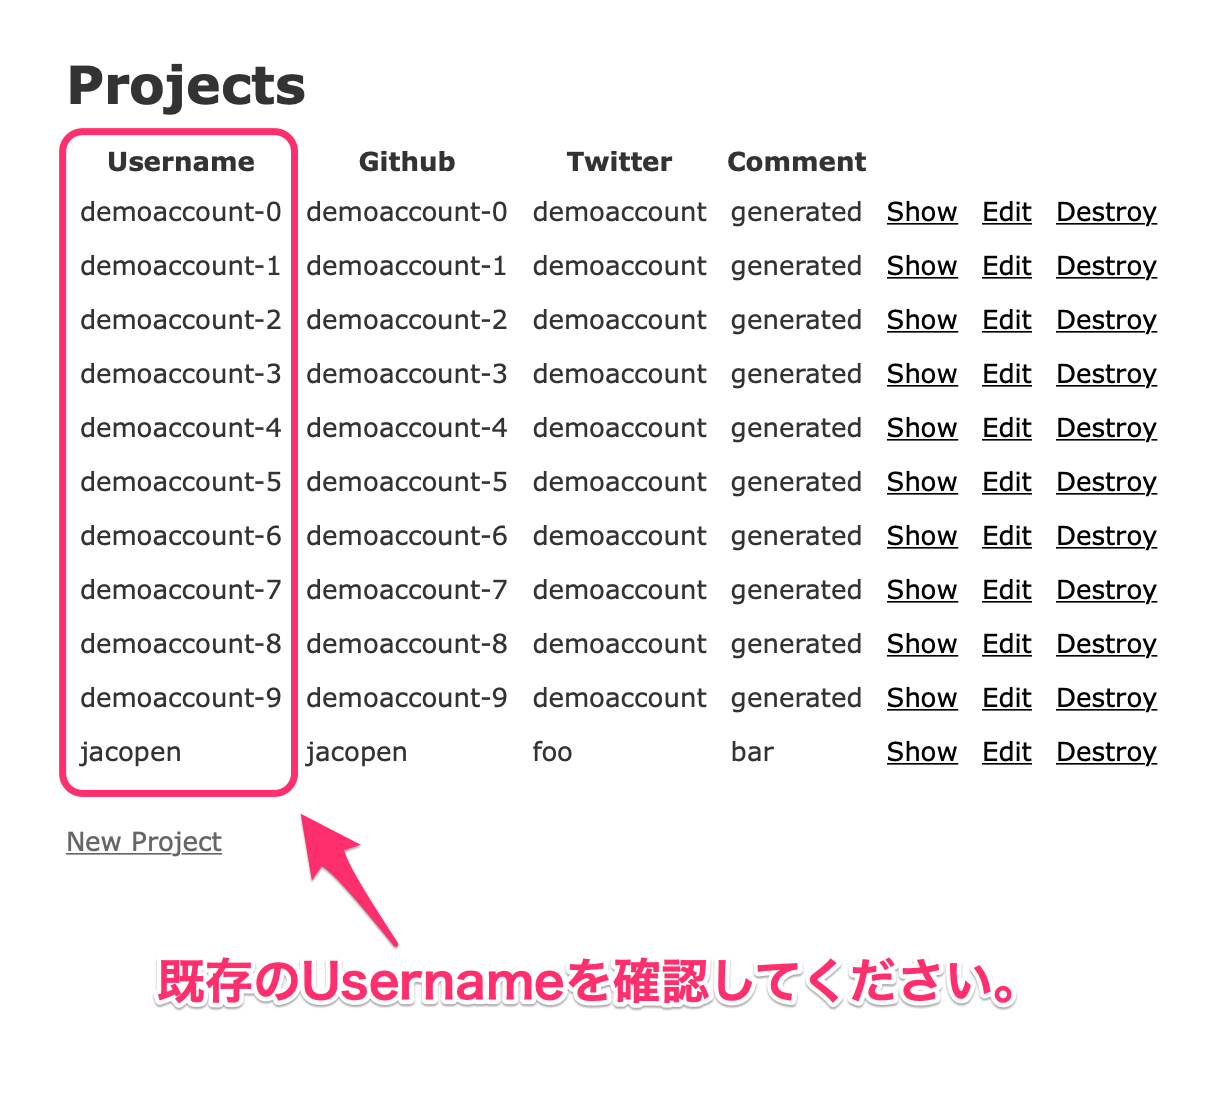 Projects
Username Github Twitter Comment
demoaccount-0 demoaccount-0 demoaccount generated Show Edit Destroy
demoaccount-1 demoaccount-1 demoaccount generated Show Edit Destroy
demoaccount-2 demoaccount-2 demoaccount generated Show Edit Destroy
demoaccount-3 demoaccount-3 demoaccount generated Show Edit Destroy
demoaccount-4 demoaccount-4 demoaccount generated Show Edit Destroy
demoaccount-5 demoaccount-5 demoaccount generated Show Edit Destroy
demoaccount-6 demoaccount-6 demoaccount generated Show Edit Destroy
demoaccount-7 demoaccount-7 demoaccount generated Show Edit Destroy
demoaccount-8 demoaccount-8 demoaccount generated Show Edit Destroy
demoaccount-9 demoaccount-9 demoaccount generated Show Edit Destroy
jacopen jacopen foo bar Show Edit Destroy
New Project
既存のUsernameを確認してください。